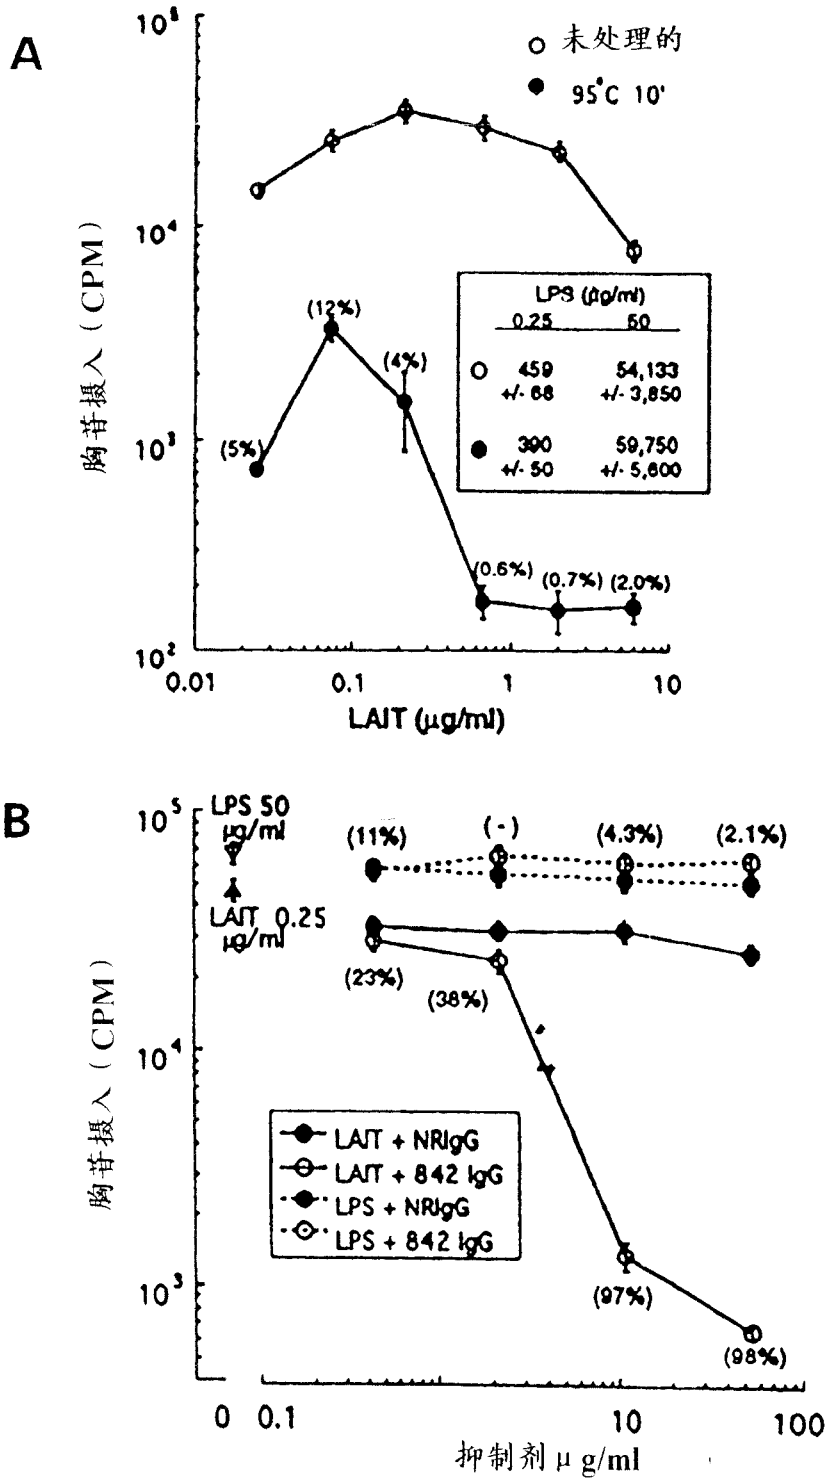 A
10⁵
未处理的
95°C 10'
10⁴
胸苷摄入(CPM)
(12%)
(4%)
(5%)
LPS (µg/ml)
0.25 50
459 54,133
+/- 68 +/- 3,850
390 59,750
+/- 50 +/- 5,600
10³
(0.6%) (0.7%) (2.0%)
10²
0.01 0.1 1 10
LAIT (µg/ml)
B
10⁵
LPS 50
µg/ml
(11%) (-) (4.3%) (2.1%)
LAIT 0.25
µg/ml
(23%) (38%)
胸苷摄入(CPM)
10⁴
LAIT + NRIgG
LAIT + 842 IgG
LPS + NRIgG
LPS + 842 IgG
10³
(97%)
(98%)
0 0.1 10 100
抑制剂µg/ml